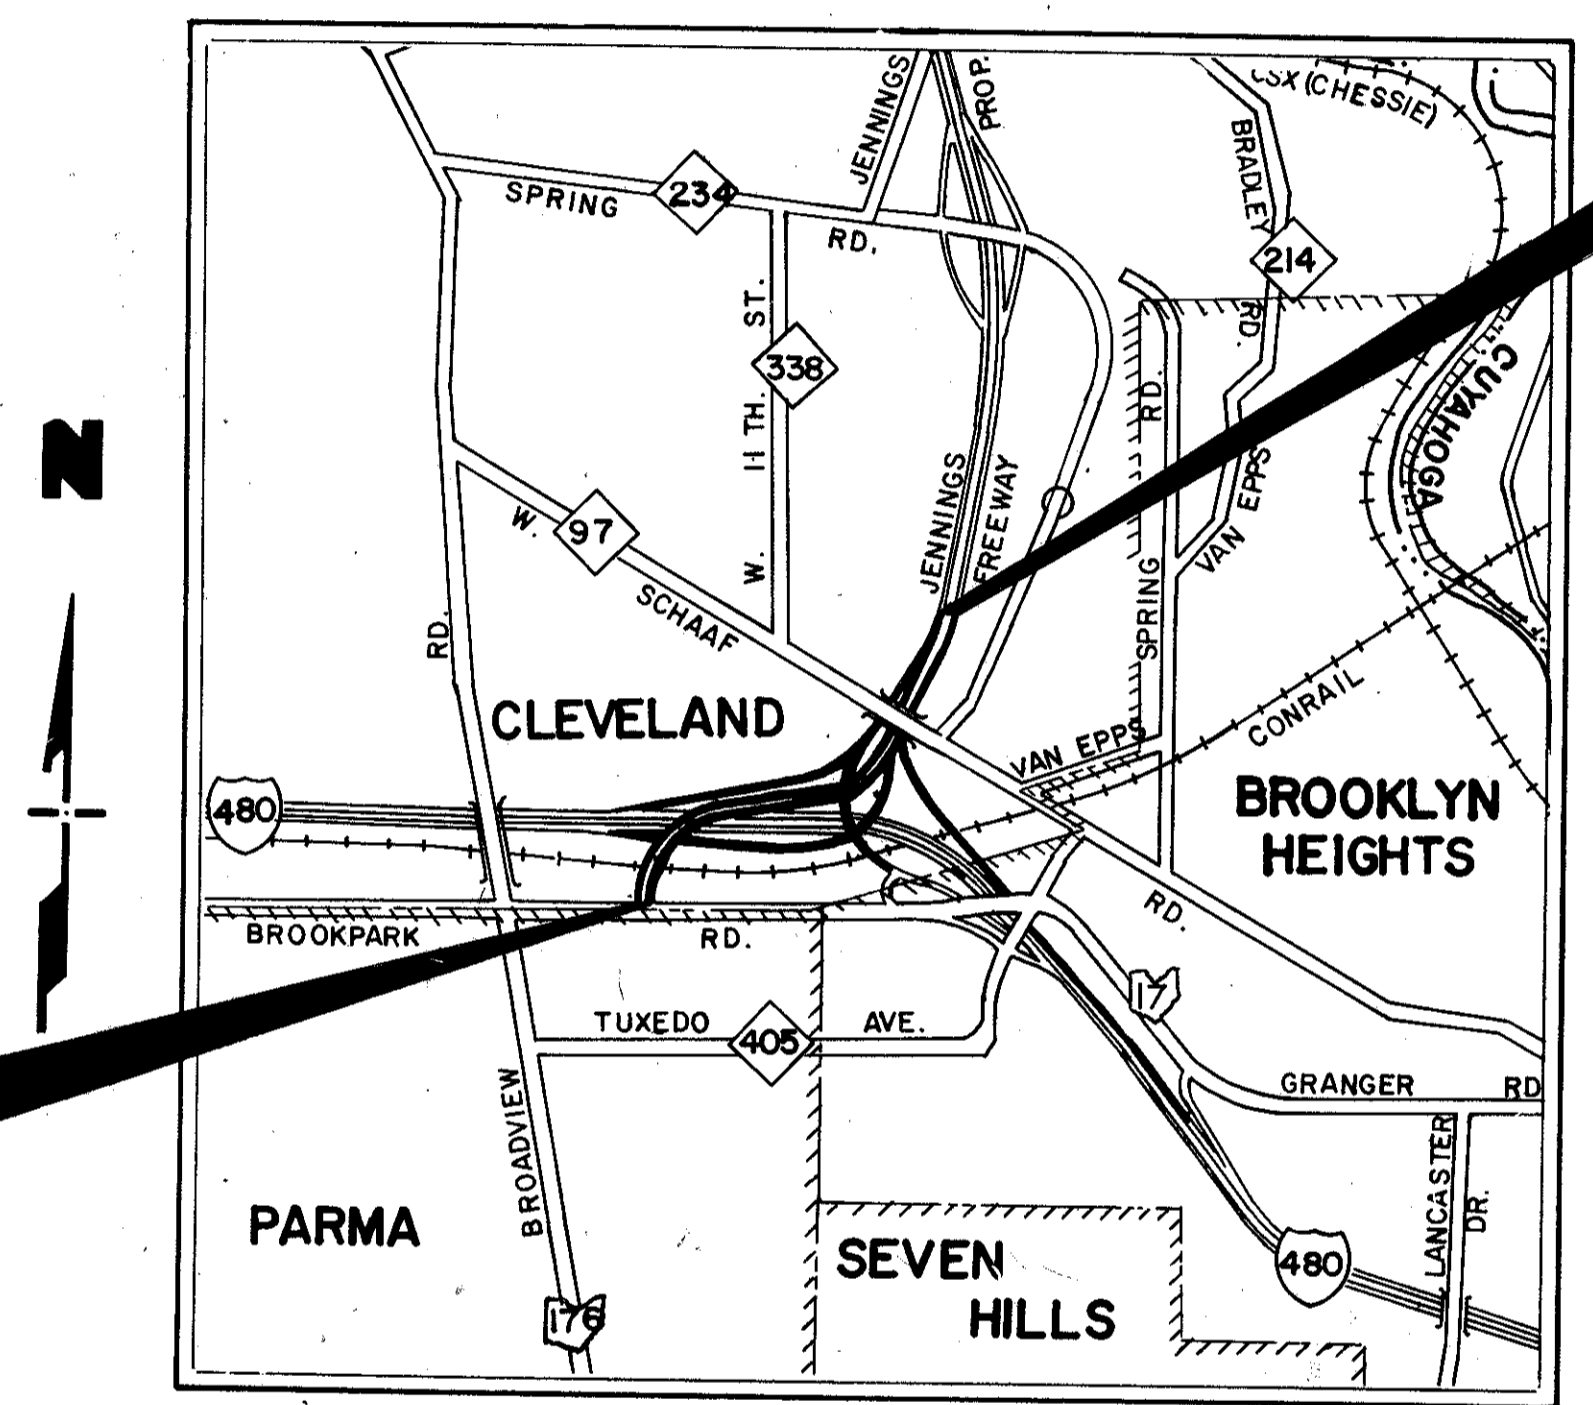 JENNINGS
PROP.
CSX (CHESSIE)
BRADLEY
RD.
SPRING
234
RD.
214
W. 11 TH. ST.
338
CUYAHOGA
RD.
SPRING
VAN EPPS
JENNINGS
FREEWAY
N
W.
97
SCHAAF
RD.
CLEVELAND
CONRAIL
VAN EPPS
480
BROOKLYN
HEIGHTS
BROOKPARK
RD.
RD.
17
TUXEDO
405
AVE.
GRANGER
RD
BROADVIEW
LANCASTER
DR.
PARMA
SEVEN
HILLS
480
176